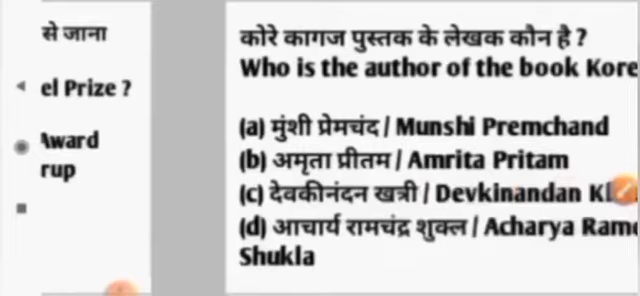 से जाना
el Prize ?
Award
rup
कोरे कागज पुस्तक के लेखक कौन है ?
Who is the author of the book Kore
(a) मुंशी प्रेमचंद / Munshi Premchand
(b) अमृता प्रीतम / Amrita Pritam
(c) देवकीनंदन खत्री / Devkinandan
(d) आचार्य रामचंद्र शुक्ल / Acharya Ram
Shukla